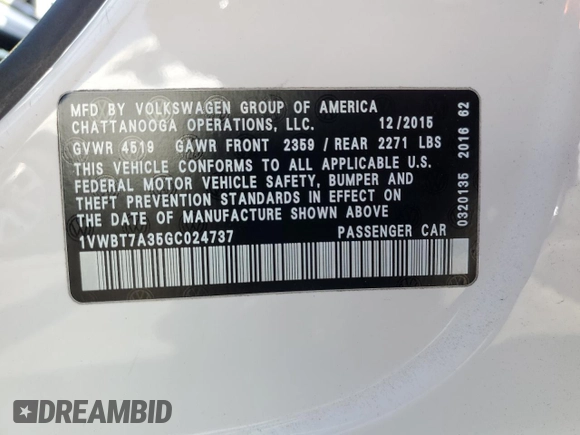 MFD BY VOLKSWAGEN GROUP OF AMERICA
CHATTANOOGA OPERATIONS, LLC. 12/2015
GVWR 4519 GAWR FRONT 2359 / REAR 2271 LBS
THIS VEHICLE CONFORMS TO ALL APPLICABLE U.S.
FEDERAL MOTOR VEHICLE SAFETY, BUMPER AND
THEFT PREVENTION STANDARDS IN EFFECT ON
THE DATE OF MANUFACTURE SHOWN ABOVE
1VWBT7A35GC024737 PASSENGER CAR
0320135 2016 62
DREAMBID